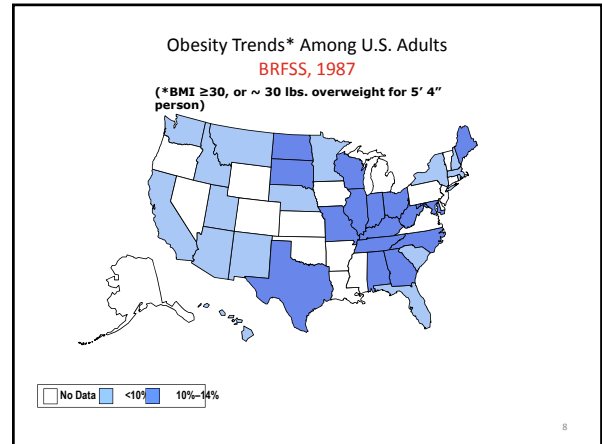 Obesity Trends* Among U.S. Adults
BRFSS, 1987
(*BMI ≥30, or ~ 30 lbs. overweight for 5’ 4”
person)
No Data <10% 10%–14%
8